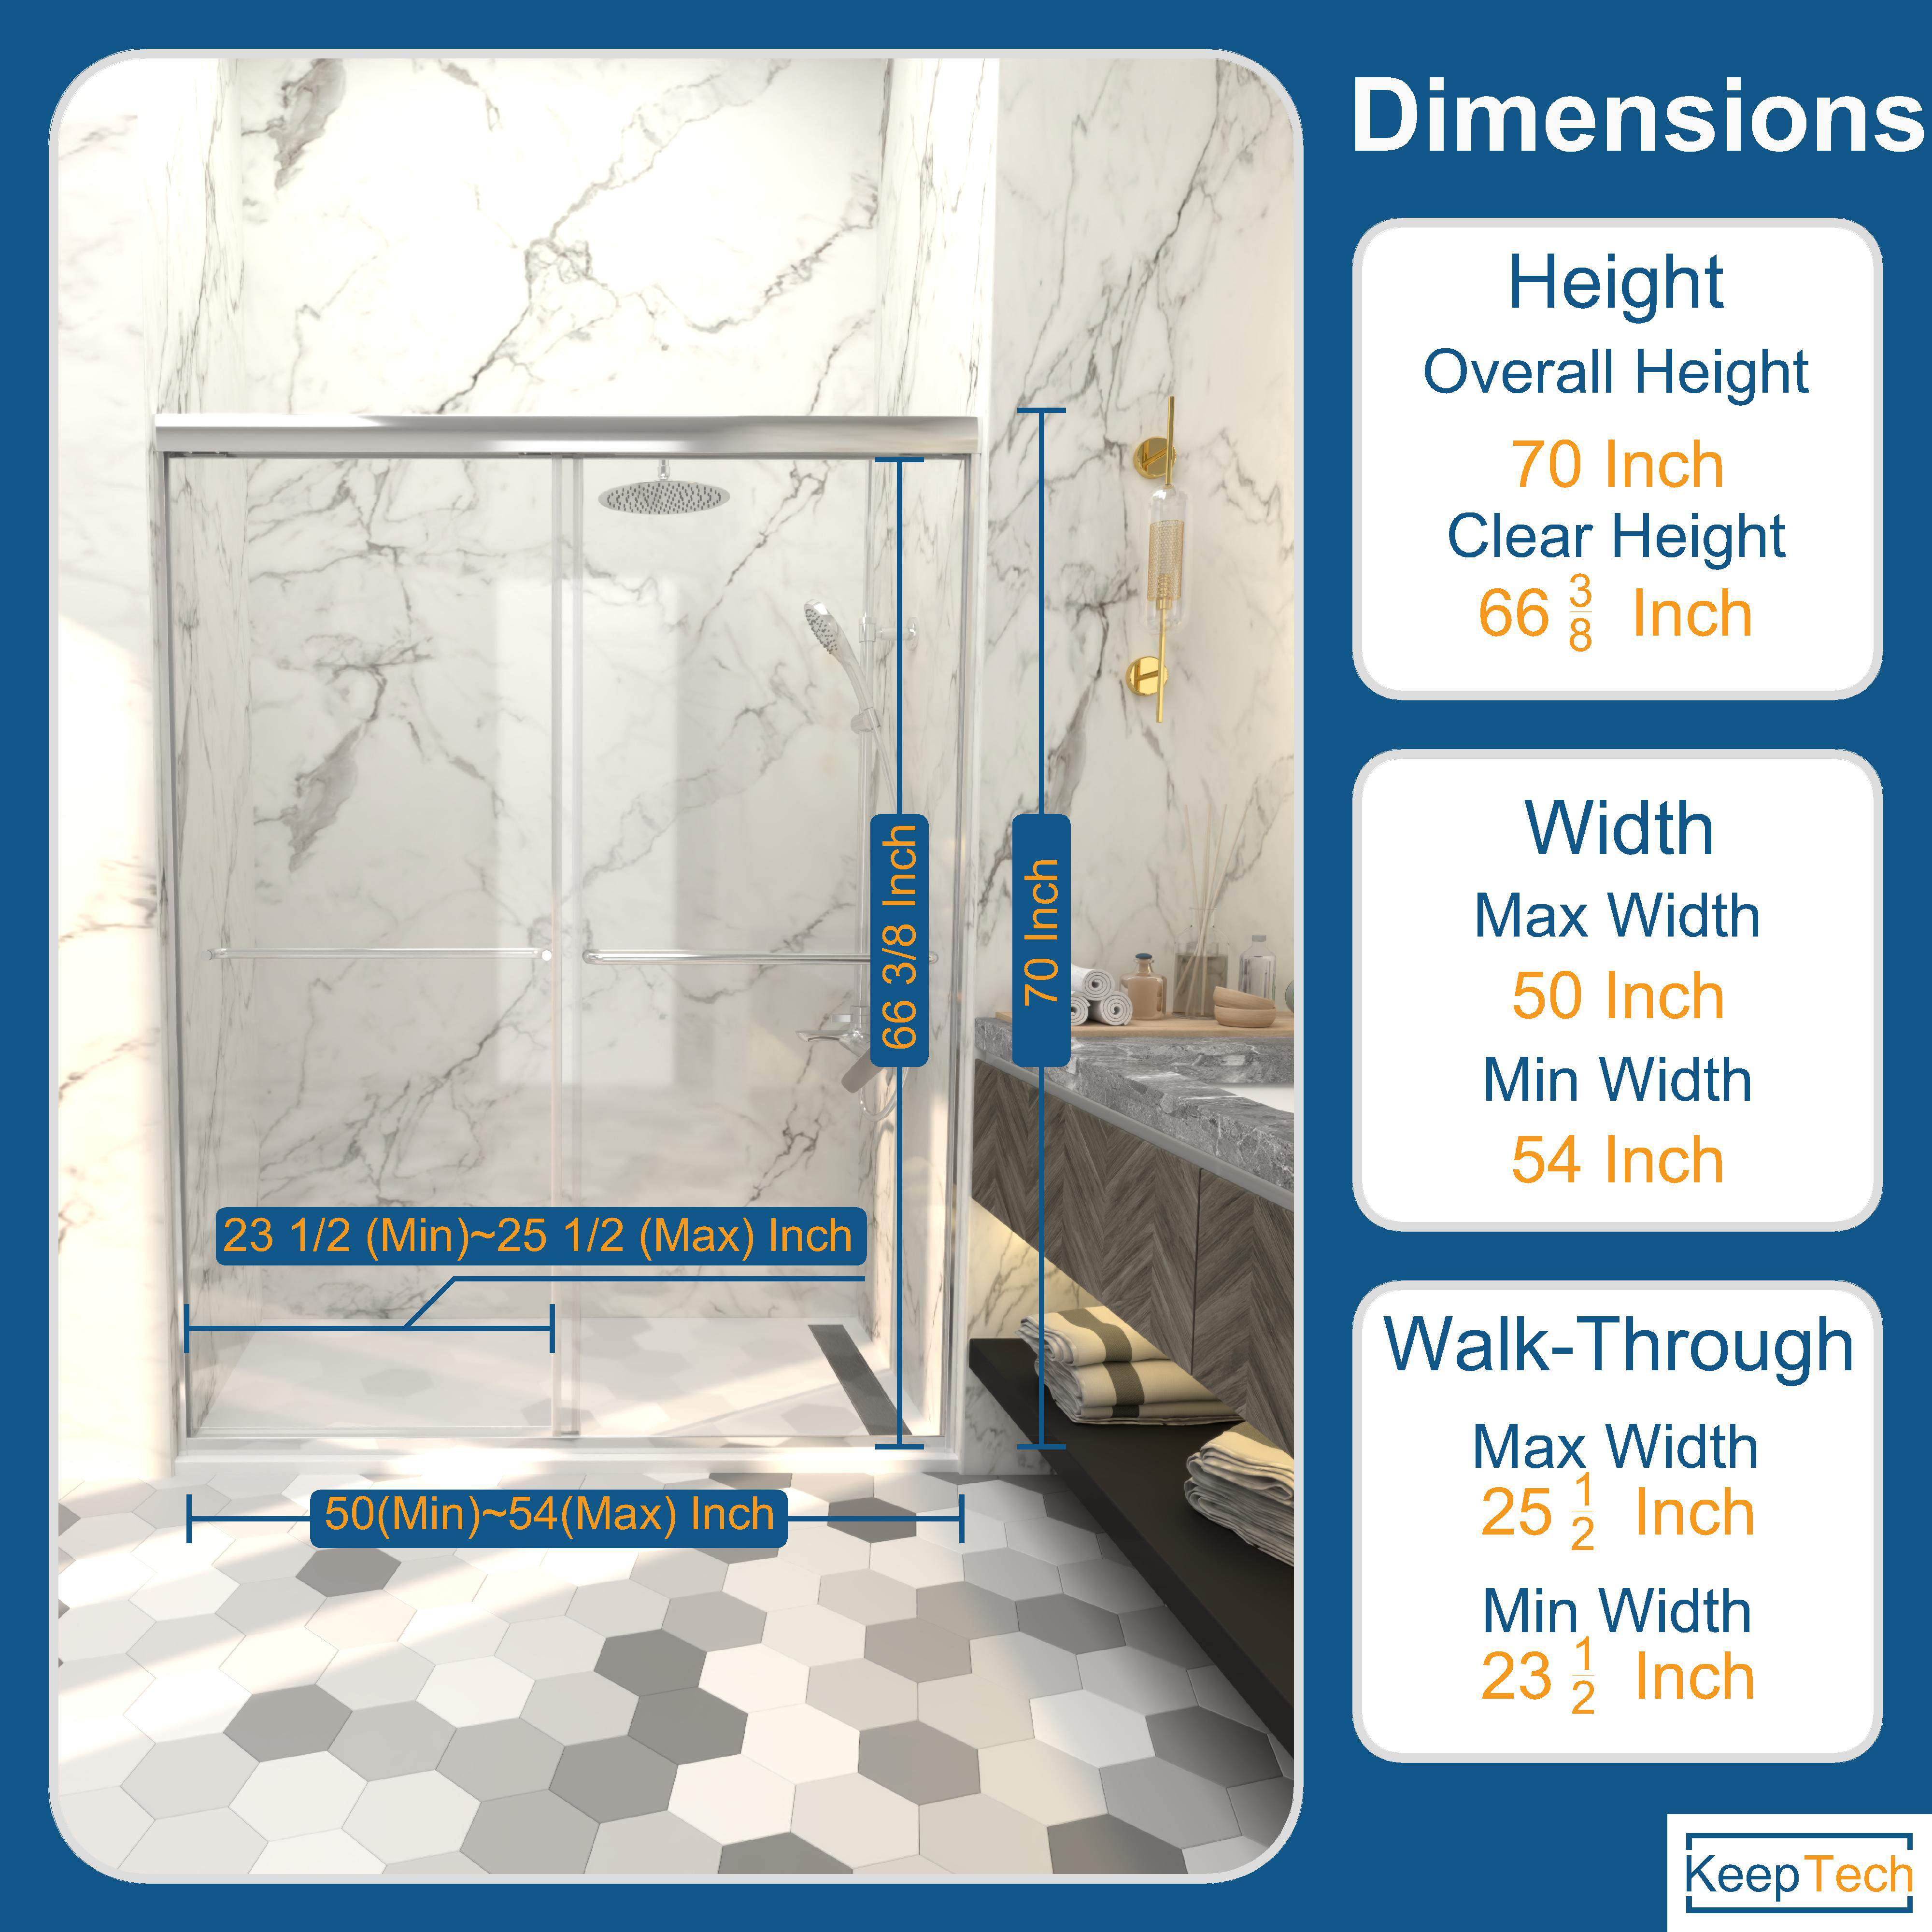 Dimensions
Height
Overall Height
70 Inch
Clear Height
66 3/8 Inch
Width
Max Width
50 Inch
Min Width
54 Inch
Walk-Through
Max Width
25 1/2 Inch
Min Width
23 1/2 Inch
66 3/8 Inch
70 Inch
23 1/2 (Min)~25 1/2 (Max) Inch
50(Min)~54(Max) Inch
KeepTech